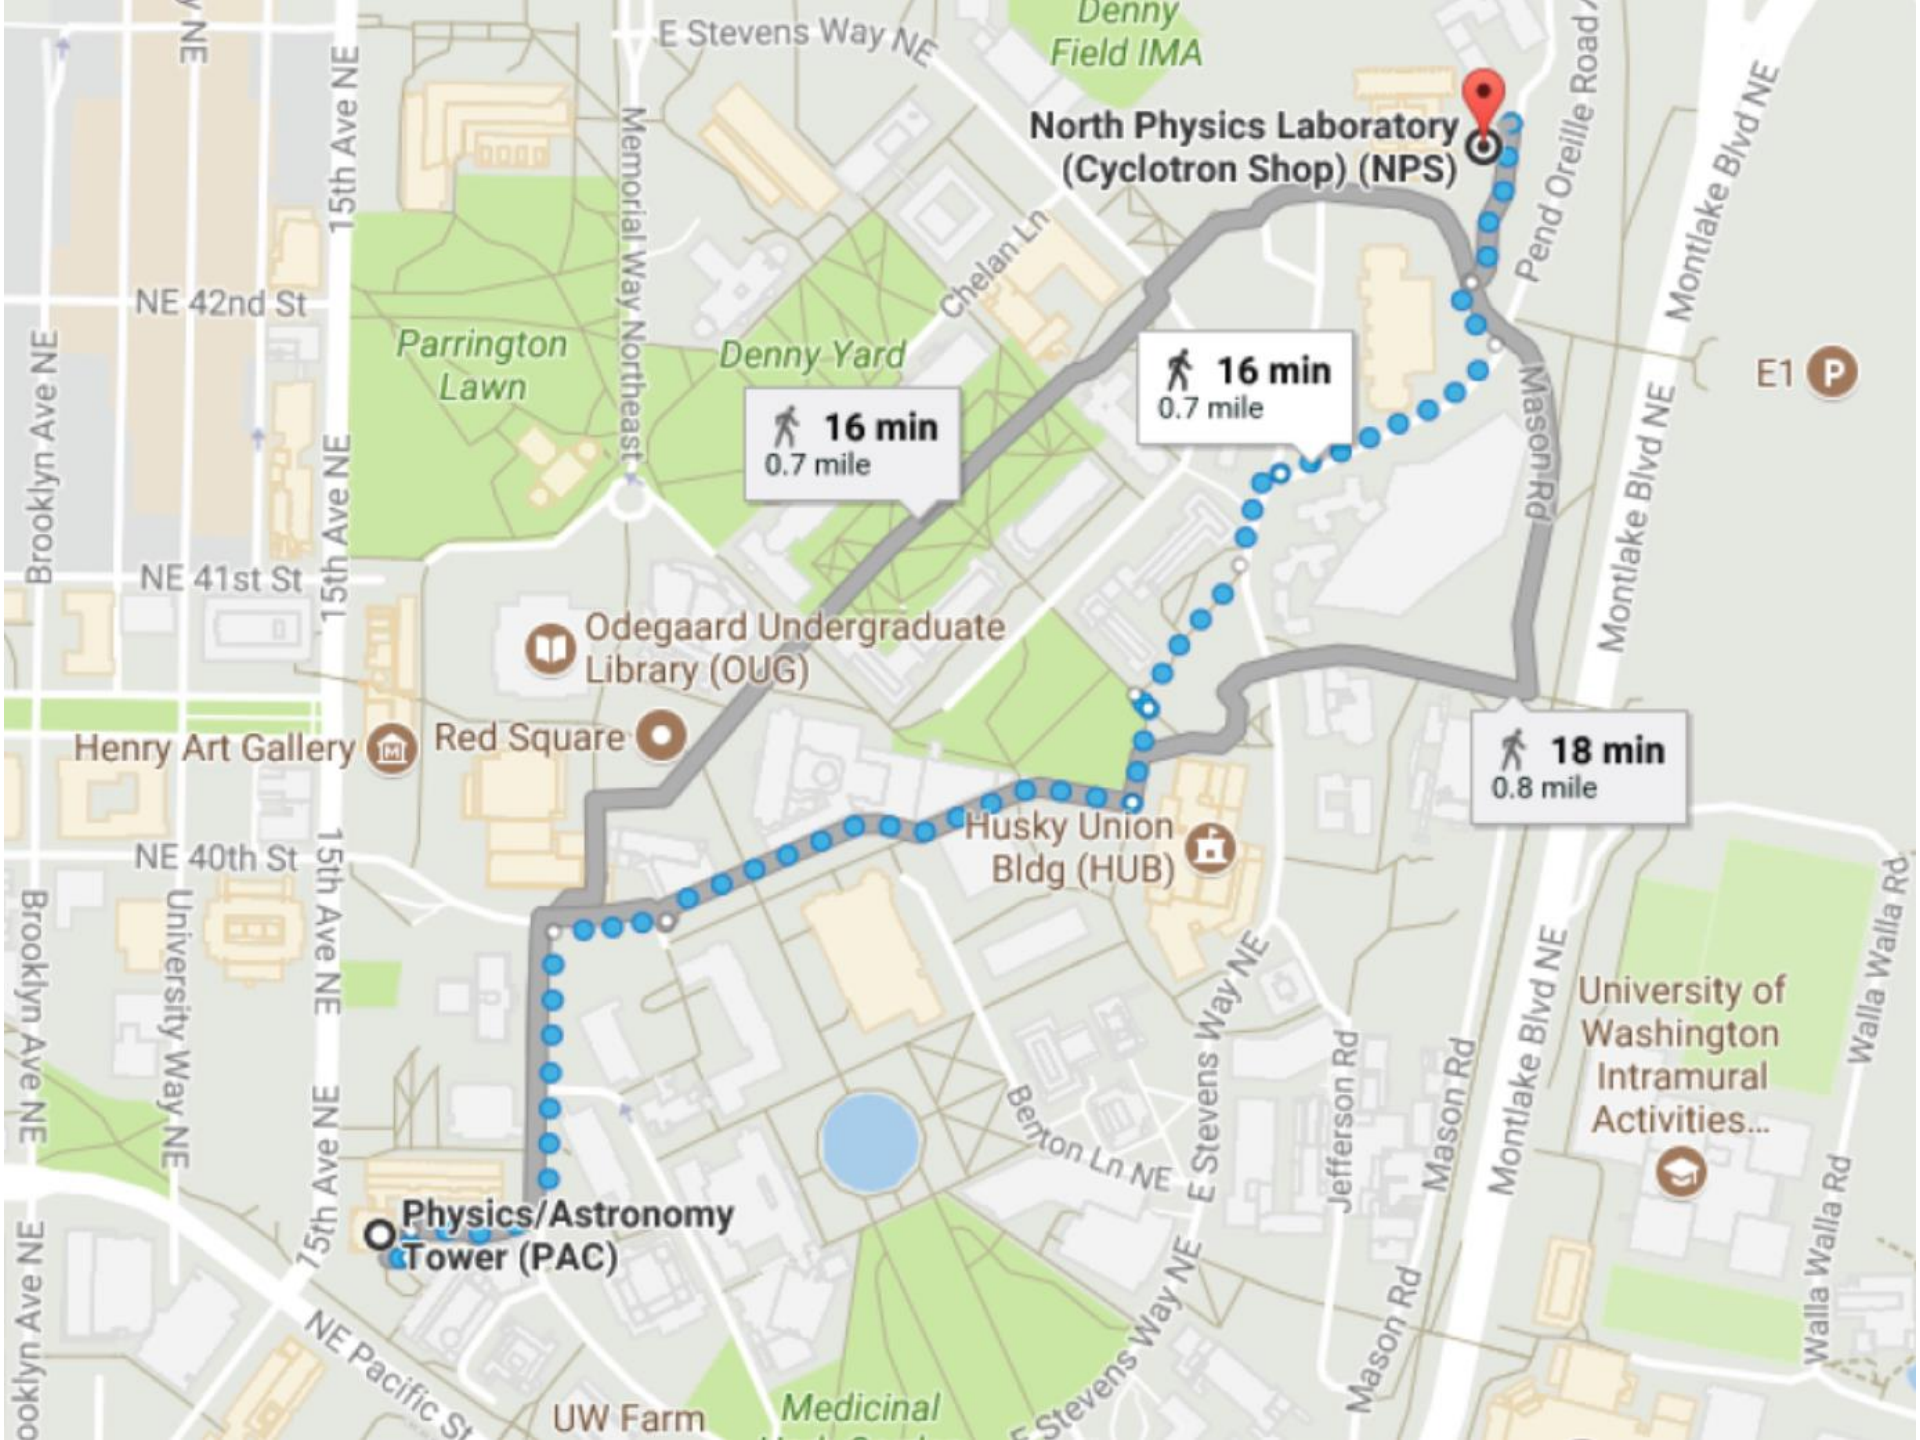 Denny
Field IMA
E Stevens Way NE
NE
15th Ave NE
Memorial Way Northeast
North Physics Laboratory
(Cyclotron Shop) (NPS)
Pend Oreille Road
Montlake Blvd NE
Chelan Ln
NE 42nd St
Parrington
Lawn
Denny Yard
16 min
0.7 mile
16 min
0.7 mile
E1 P
Mason Rd
Brooklyn Ave NE
15th Ave NE
Montlake Blvd NE
NE 41st St
Odegaard Undergraduate
Library (OUG)
Henry Art Gallery
M
Red Square
18 min
0.8 mile
Husky Union
Bldg (HUB)
NE 40th St
15th Ave NE
Brooklyn Ave NE
University Way NE
E Stevens Way NE
Montlake Blvd NE
University of
Washington
Intramural
Activities...
Walla Walla Rd
Jefferson Rd
Mason Rd
Benton Ln NE
15th Ave NE
Physics/Astronomy
Tower (PAC)
Walla Walla Rd
ooklyn Ave NE
NE Pacific St
E Stevens Way NE
Mason Rd
UW Farm
Medicinal